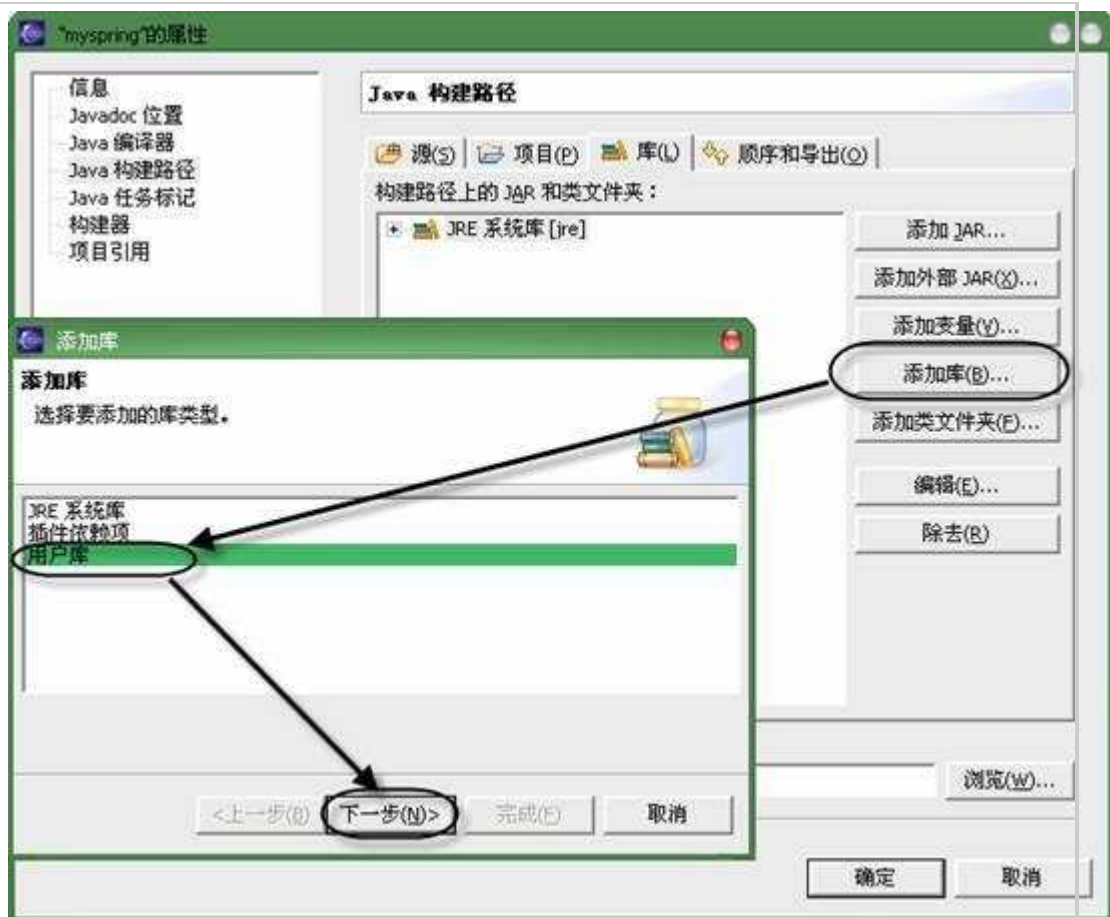 "myspring"的属性
信息
Javadoc 位置
Java 编译器
Java 构建路径
Java 任务标记
构建器
项目引用
Java 构建路径
源(S) 项目(P) 库(L) 顺序和导出(O)
构建路径上的 JAR 和类文件夹：
JRE 系统库 [jre]
添加 JAR...
添加外部 JAR(X)...
添加变量(V)...
添加库(B)...
添加类文件夹(F)...
编辑(E)...
除去(R)
添加库
添加库
选择要添加的库类型。
JRE 系统库
插件依赖项
用户库
<上一步(B) 下一步(N)> 完成(F) 取消
浏览(W)...
确定 取消